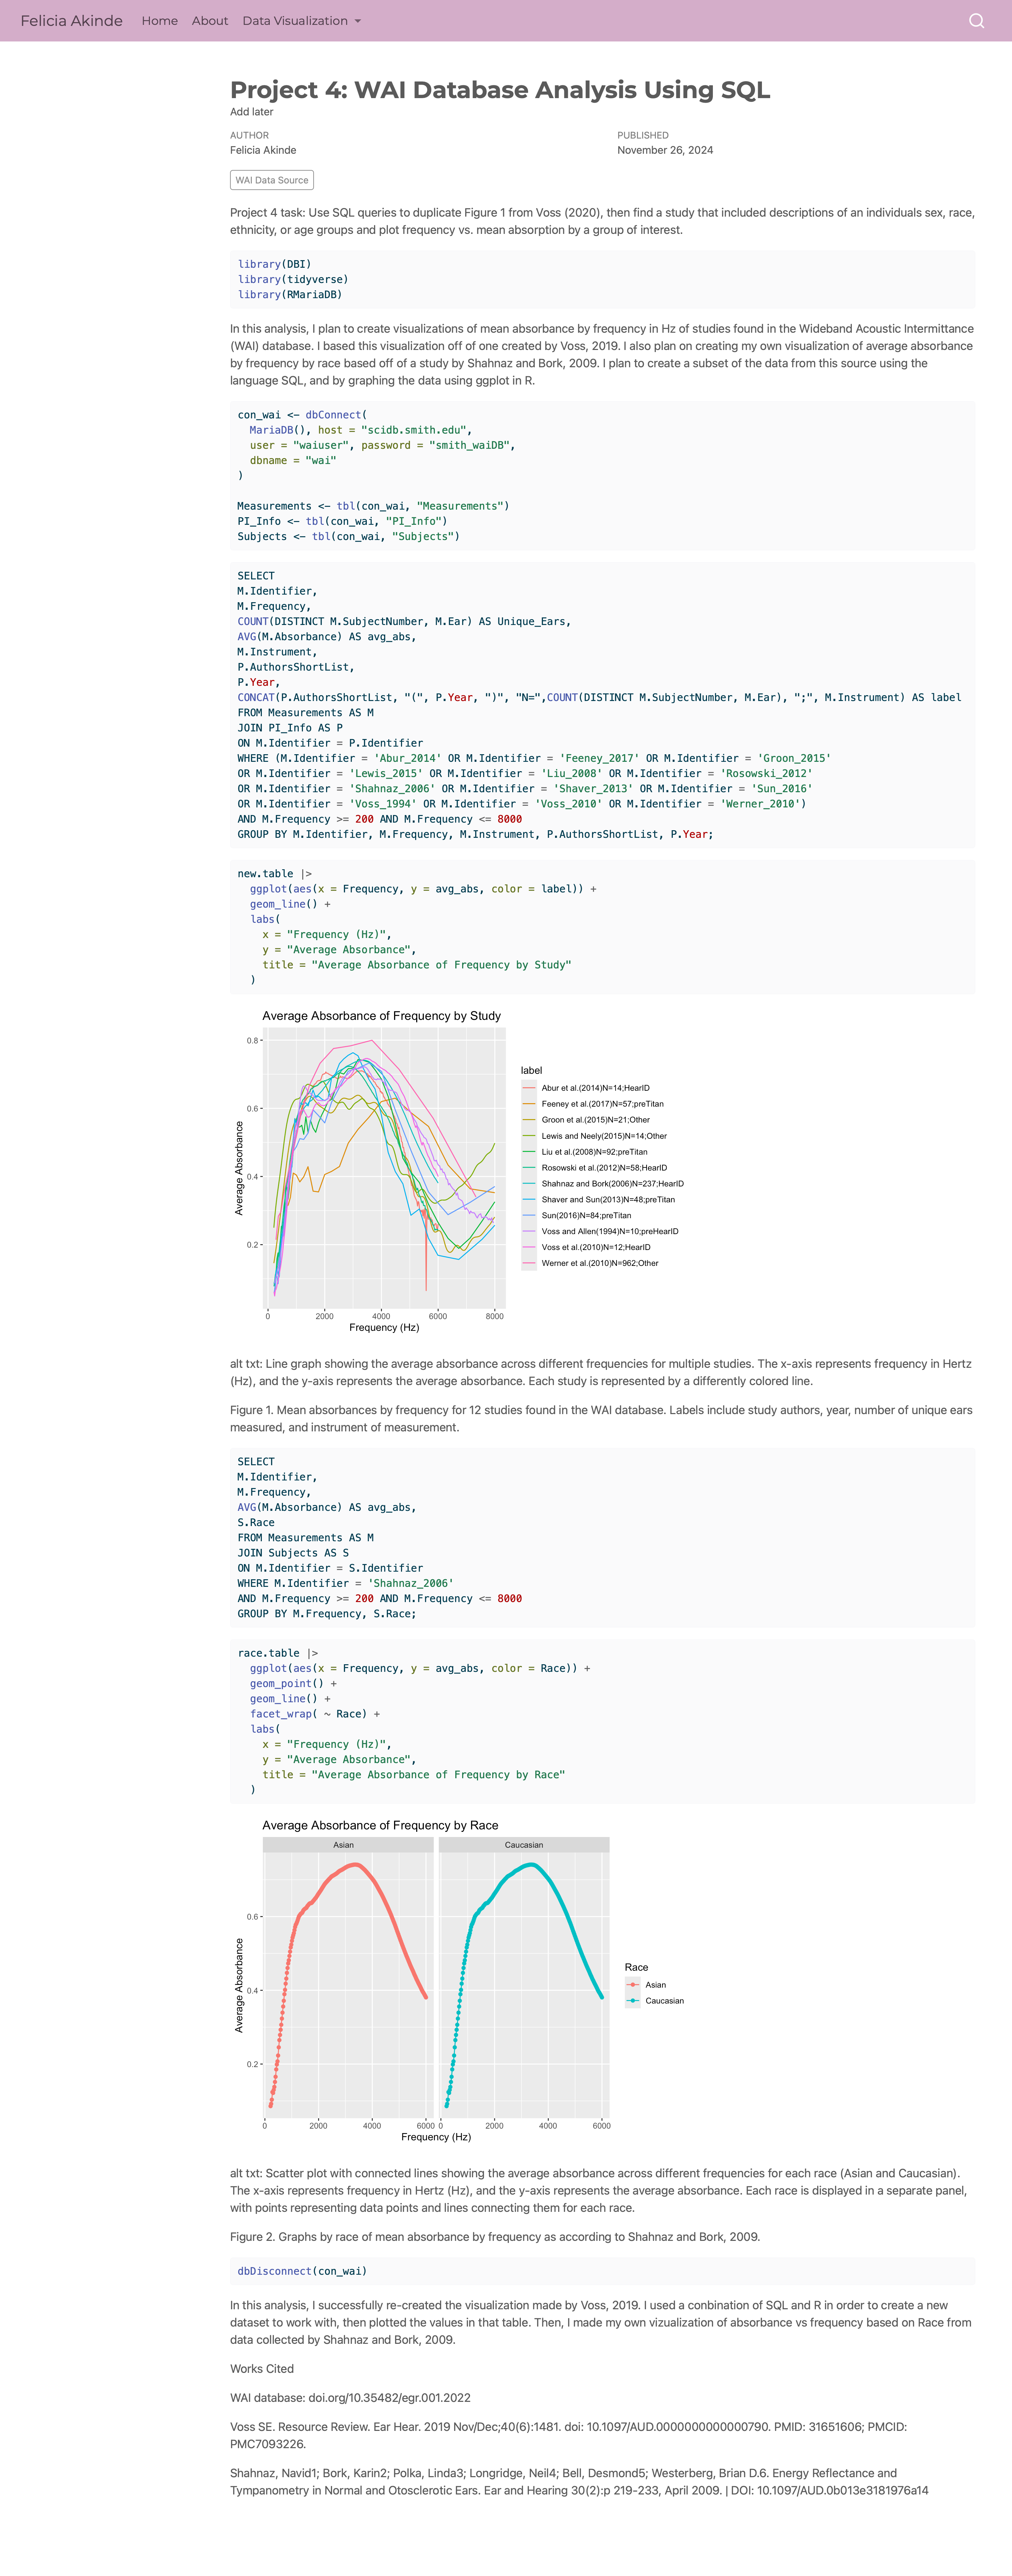 Felicia Akinde Home About Data Visualization
Project 4: WAI Database Analysis Using SQL
Add later
AUTHOR PUBLISHED
Felicia Akinde November 26, 2024
WAI Data Source
Project 4 task: Use SQL queries to duplicate Figure 1 from Voss (2020), then find a study that included descriptions of an individuals sex, race,
ethnicity, or age groups and plot frequency vs. mean absorption by a group of interest.
library(DBI)
library(tidyverse)
library(RMariaDB)
In this analysis, I plan to create visualizations of mean absorbance by frequency in Hz of studies found in the Wideband Acoustic Intermittance
(WAI) database. I based this visualization off of one created by Voss, 2019. I also plan on creating my own visualization of average absorbance
by frequency by race based off of a study by Shahnaz and Bork, 2009. I plan to create a subset of the data from this source using the
language SQL, and by graphing the data using ggplot in R.
con_wai <- dbConnect(
  MariaDB(), host = "scidb.smith.edu",
  user = "waiuser", password = "smith_waiDB",
  dbname = "wai"
)
Measurements <- tbl(con_wai, "Measurements")
PI_Info <- tbl(con_wai, "PI_Info")
Subjects <- tbl(con_wai, "Subjects")
SELECT
M.Identifier,
M.Frequency,
COUNT(DISTINCT M.SubjectNumber, M.Ear) AS Unique_Ears,
AVG(M.Absorbance) AS avg_abs,
M.Instrument,
P.AuthorsShortList,
P.Year,
CONCAT(P.AuthorsShortList, "(", P.Year, ")", "N=",COUNT(DISTINCT M.SubjectNumber, M.Ear), ";", M.Instrument) AS label
FROM Measurements AS M
JOIN PI_Info AS P
ON M.Identifier = P.Identifier
WHERE (M.Identifier = 'Abur_2014' OR M.Identifier = 'Feeney_2017' OR M.Identifier = 'Groon_2015'
OR M.Identifier = 'Lewis_2015' OR M.Identifier = 'Liu_2008' OR M.Identifier = 'Rosowski_2012'
OR M.Identifier = 'Shahnaz_2006' OR M.Identifier = 'Shaver_2013' OR M.Identifier = 'Sun_2016'
OR M.Identifier = 'Voss_1994' OR M.Identifier = 'Voss_2010' OR M.Identifier = 'Werner_2010')
AND M.Frequency >= 200 AND M.Frequency <= 8000
GROUP BY M.Identifier, M.Frequency, M.Instrument, P.AuthorsShortList, P.Year;
new.table |>
  ggplot(aes(x = Frequency, y = avg_abs, color = label)) +
  geom_line() +
  labs(
    x = "Frequency (Hz)",
    y = "Average Absorbance",
    title = "Average Absorbance of Frequency by Study"
  )
Average Absorbance of Frequency by Study
0.8
0.6
0.4
0.2
Average Absorbance
0 2000 4000 6000 8000
Frequency (Hz)
label
Abur et al.(2014)N=14;HearID
Feeney et al.(2017)N=57;preTitan
Groon et al.(2015)N=21;Other
Lewis and Neely(2015)N=14;Other
Liu et al.(2008)N=92;preTitan
Rosowski et al.(2012)N=58;HearID
Shahnaz and Bork(2006)N=237;HearID
Shaver and Sun(2013)N=48;preTitan
Sun(2016)N=84;preTitan
Voss and Allen(1994)N=10;preHearID
Voss et al.(2010)N=12;HearID
Werner et al.(2010)N=962;Other
alt txt: Line graph showing the average absorbance across different frequencies for multiple studies. The x-axis represents frequency in Hertz
(Hz), and the y-axis represents the average absorbance. Each study is represented by a differently colored line.
Figure 1. Mean absorbances by frequency for 12 studies found in the WAI database. Labels include study authors, year, number of unique ears
measured, and instrument of measurement.
SELECT
M.Identifier,
M.Frequency,
AVG(M.Absorbance) AS avg_abs,
S.Race
FROM Measurements AS M
JOIN Subjects AS S
ON M.Identifier = S.Identifier
WHERE M.Identifier = 'Shahnaz_2006'
AND M.Frequency >= 200 AND M.Frequency <= 8000
GROUP BY M.Frequency, S.Race;
race.table |>
  ggplot(aes(x = Frequency, y = avg_abs, color = Race)) +
  geom_point() +
  geom_line() +
  facet_wrap( ~ Race) +
  labs(
    x = "Frequency (Hz)",
    y = "Average Absorbance",
    title = "Average Absorbance of Frequency by Race"
  )
Average Absorbance of Frequency by Race
Asian Caucasian
0.6
0.4
0.2
Average Absorbance
0 2000 4000 6000 0 2000 4000 6000
Frequency (Hz)
Race
Asian
Caucasian
alt txt: Scatter plot with connected lines showing the average absorbance across different frequencies for each race (Asian and Caucasian).
The x-axis represents frequency in Hertz (Hz), and the y-axis represents the average absorbance. Each race is displayed in a separate panel,
with points representing data points and lines connecting them for each race.
Figure 2. Graphs by race of mean absorbance by frequency as according to Shahnaz and Bork, 2009.
dbDisconnect(con_wai)
In this analysis, I successfully re-created the visualization made by Voss, 2019. I used a conbination of SQL and R in order to create a new
dataset to work with, then plotted the values in that table. Then, I made my own vizualization of absorbance vs frequency based on Race from
data collected by Shahnaz and Bork, 2009.
Works Cited
WAI database: doi.org/10.35482/egr.001.2022
Voss SE. Resource Review. Ear Hear. 2019 Nov/Dec;40(6):1481. doi: 10.1097/AUD.0000000000000790. PMID: 31651606; PMCID:
PMC7093226.
Shahnaz, Navid1; Bork, Karin2; Polka, Linda3; Longridge, Neil4; Bell, Desmond5; Westerberg, Brian D.6. Energy Reflectance and
Tympanometry in Normal and Otosclerotic Ears. Ear and Hearing 30(2):p 219-233, April 2009. | DOI: 10.1097/AUD.0b013e3181976a14